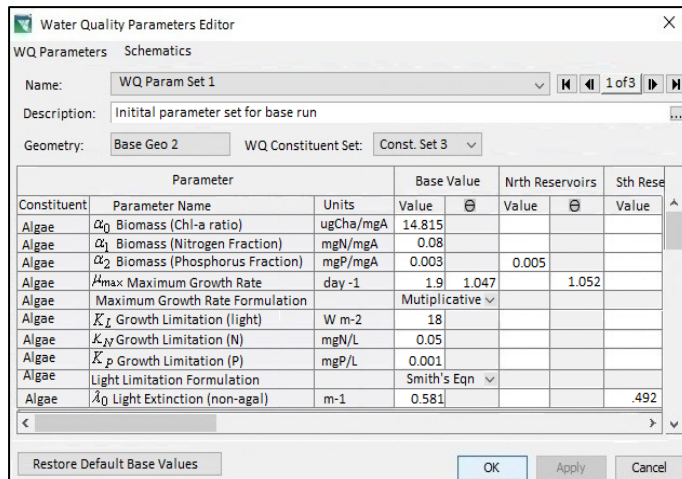 Water Quality Parameters Editor
WQ Parameters Schematics
Name: WQ Param Set 1 1 of 3
Description: Initital parameter set for base run ...
Geometry: Base Geo 2 WQ Constituent Set: Const. Set 3
Parameter Base Value Nrth Reservoirs Sth Rese
Constituent Parameter Name Units Value θ Value θ Value
Algae α0 Biomass (Chl-a ratio) ugCha/mgA 14.815
Algae α1 Biomass (Nitrogen Fraction) mgN/mgA 0.08
Algae α2 Biomass (Phosphorus Fraction) mgP/mgA 0.003 0.005
Algae μmax Maximum Growth Rate day -1 1.9 1.047 1.052
Algae Maximum Growth Rate Formulation Mutiplicative
Algae KL Growth Limitation (light) W m-2 18
Algae KN Growth Limitation (N) mgN/L 0.05
Algae KP Growth Limitation (P) mgP/L 0.001
Algae Light Limitation Formulation Smith's Eqn
Algae λ̂0 Light Extinction (non-agal) m-1 0.581 .492
Restore Default Base Values OK Apply Cancel